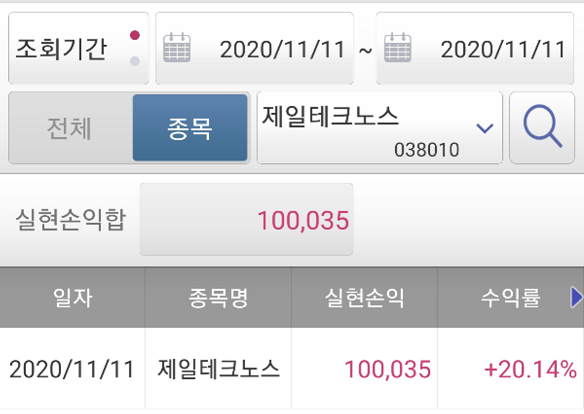 조회기간 2020/11/11 ~ 2020/11/11
전체 종목 제일테크노스
038010
실현손익합 100,035
일자 종목명 실현손익 수익률
2020/11/11 제일테크노스 100,035 +20.14%